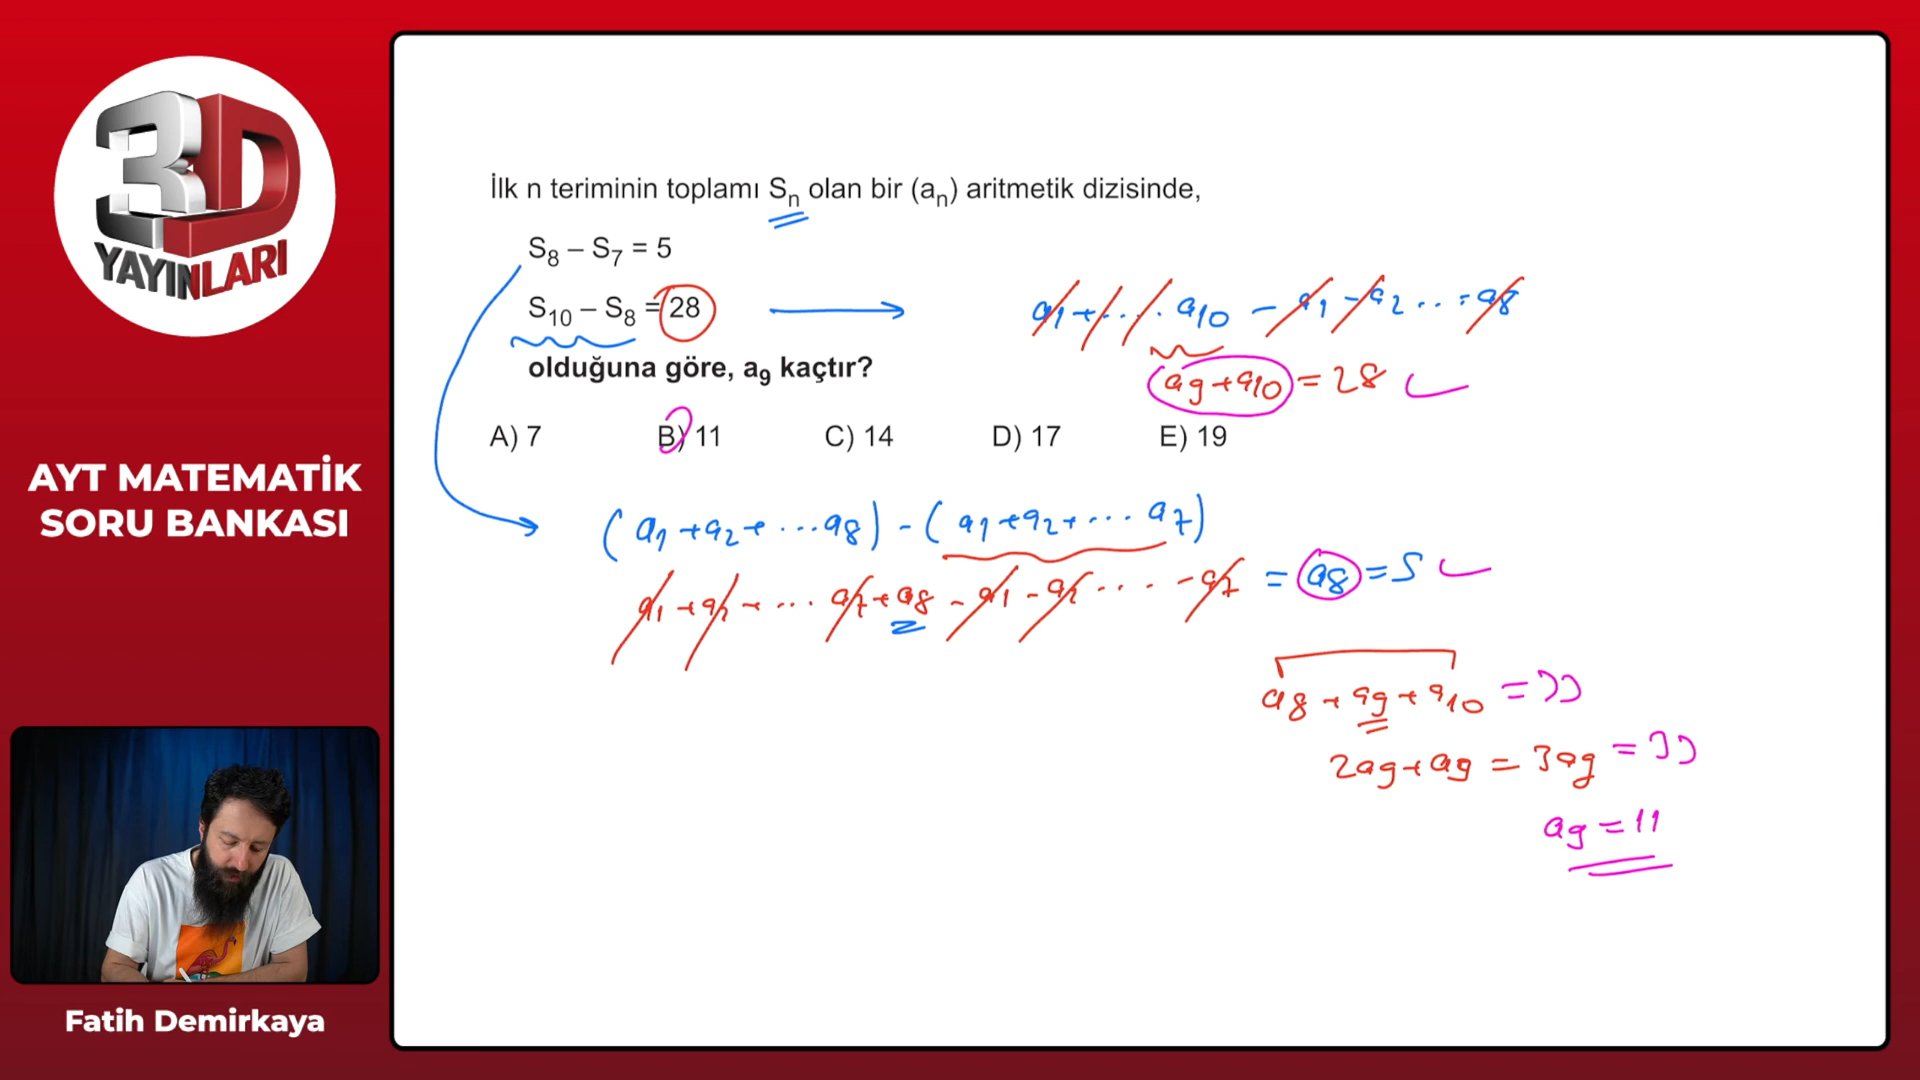 3D
YAYINLARI
AYT MATEMATİK
SORU BANKASI
Fatih Demirkaya
İlk n teriminin toplamı Sₙ olan bir (aₙ) aritmetik dizisinde,
S₈ – S₇ = 5
S₁₀ – S₈ = 28
olduğuna göre, a₉ kaçtır?
A) 7 B) 11 C) 14 D) 17 E) 19
a₁ + ... a₁₀ - a₁ - a₂ ... - a₈
a₉ + a₁₀ = 28
(a₁ + a₂ + ... a₈) - (a₁ + a₂ + ... a₇)
a₁ + a₂ + ... a₇ + a₈ - a₁ - a₂ ... - a₇ = a₈ = 5
a₈ + a₉ + a₁₀ = 33
2a₉ + a₉ = 3a₉ = 33
a₉ = 11